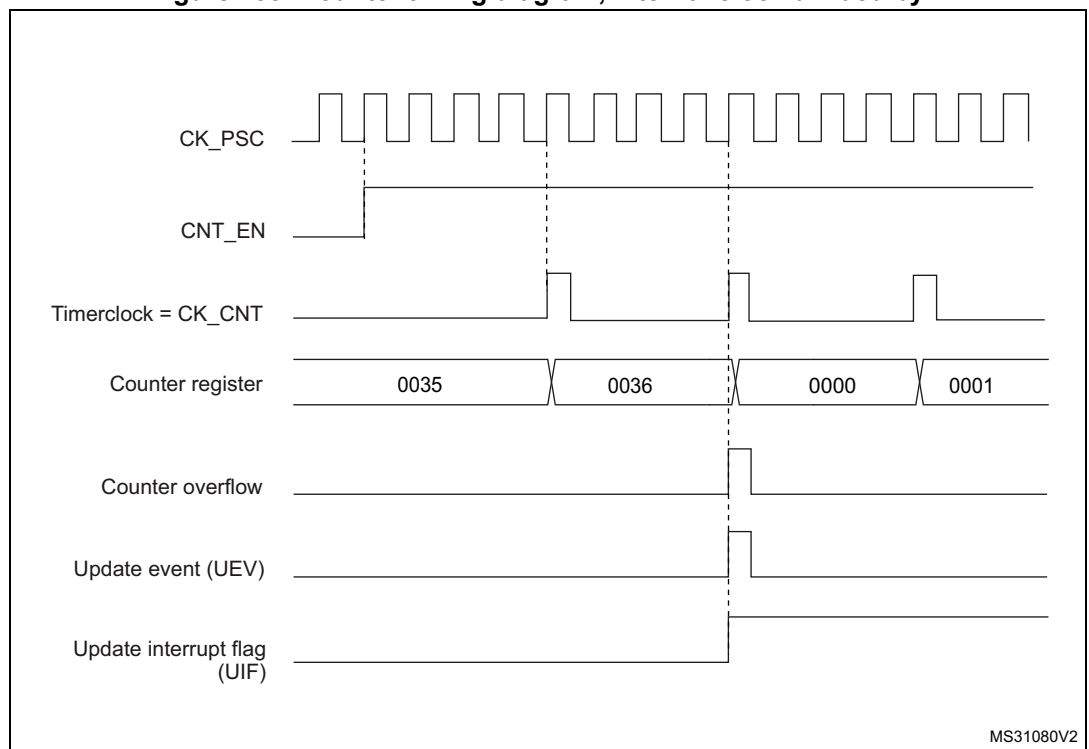 CK_PSC
CNT_EN
Timerclock = CK_CNT
Counter register
0035
0036
0000
0001
Counter overflow
Update event (UEV)
Update interrupt flag
(UIF)
MS31080V2